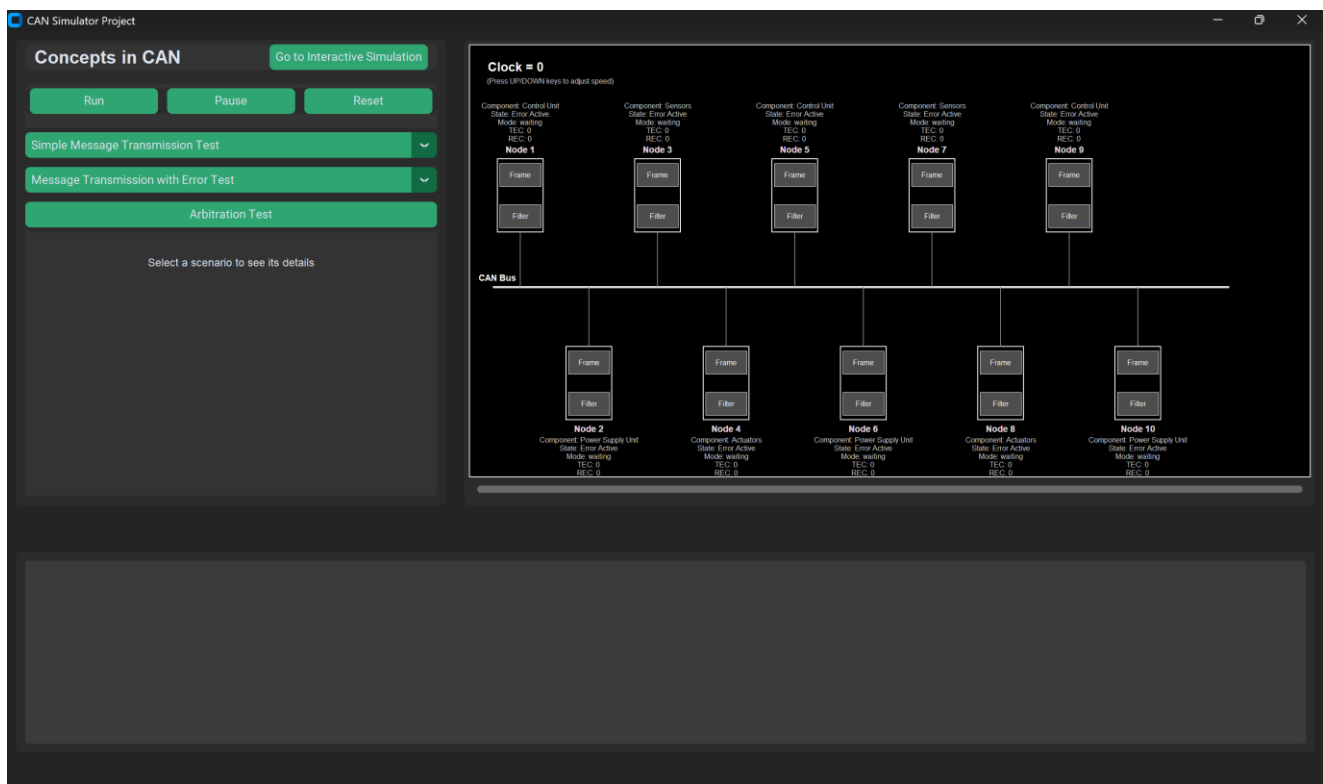 CAN Simulator Project
Concepts in CAN
Go to Interactive Simulation
Run
Pause
Reset
Simple Message Transmission Test
Message Transmission with Error Test
Arbitration Test
Select a scenario to see its details
Clock = 0
(Press UP/DOWN keys to adjust speed)
Component: Control Unit
State: Error Active
Mode: waiting
TEC: 0
REC: 0
Node 1
Frame
Filter
Component: Sensors
State: Error Active
Mode: waiting
TEC: 0
REC: 0
Node 3
Frame
Filter
Component: Control Unit
State: Error Active
Mode: waiting
TEC: 0
REC: 0
Node 5
Frame
Filter
Component: Sensors
State: Error Active
Mode: waiting
TEC: 0
REC: 0
Node 7
Frame
Filter
Component: Control Unit
State: Error Active
Mode: waiting
TEC: 0
REC: 0
Node 9
Frame
Filter
CAN Bus
Frame
Filter
Node 2
Component: Power Supply Unit
State: Error Active
Mode: waiting
TEC: 0
REC: 0
Frame
Filter
Node 4
Component: Actuators
State: Error Active
Mode: waiting
TEC: 0
REC: 0
Frame
Filter
Node 6
Component: Power Supply Unit
State: Error Active
Mode: waiting
TEC: 0
REC: 0
Frame
Filter
Node 8
Component: Actuators
State: Error Active
Mode: waiting
TEC: 0
REC: 0
Frame
Filter
Node 10
Component: Power Supply Unit
State: Error Active
Mode: waiting
TEC: 0
REC: 0